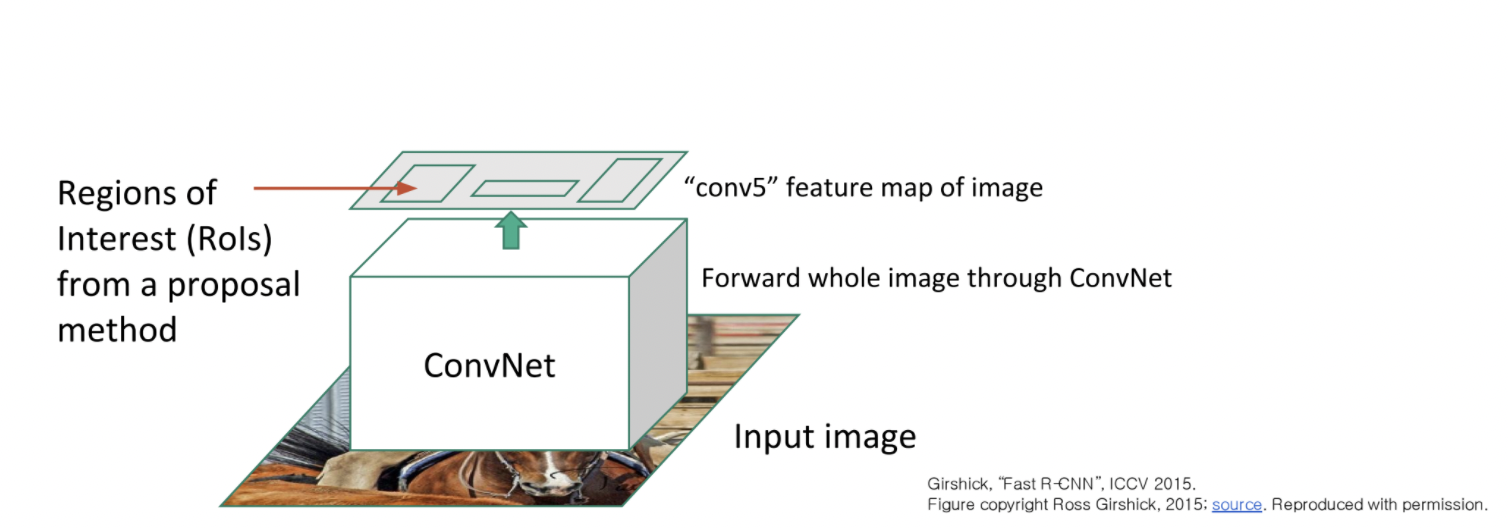 Regions of
Interest (RoIs)
from a proposal
method
“conv5” feature map of image
Forward whole image through ConvNet
ConvNet
Input image
Girshick, “Fast R-CNN”, ICCV 2015.
Figure copyright Ross Girshick, 2015; source. Reproduced with permission.